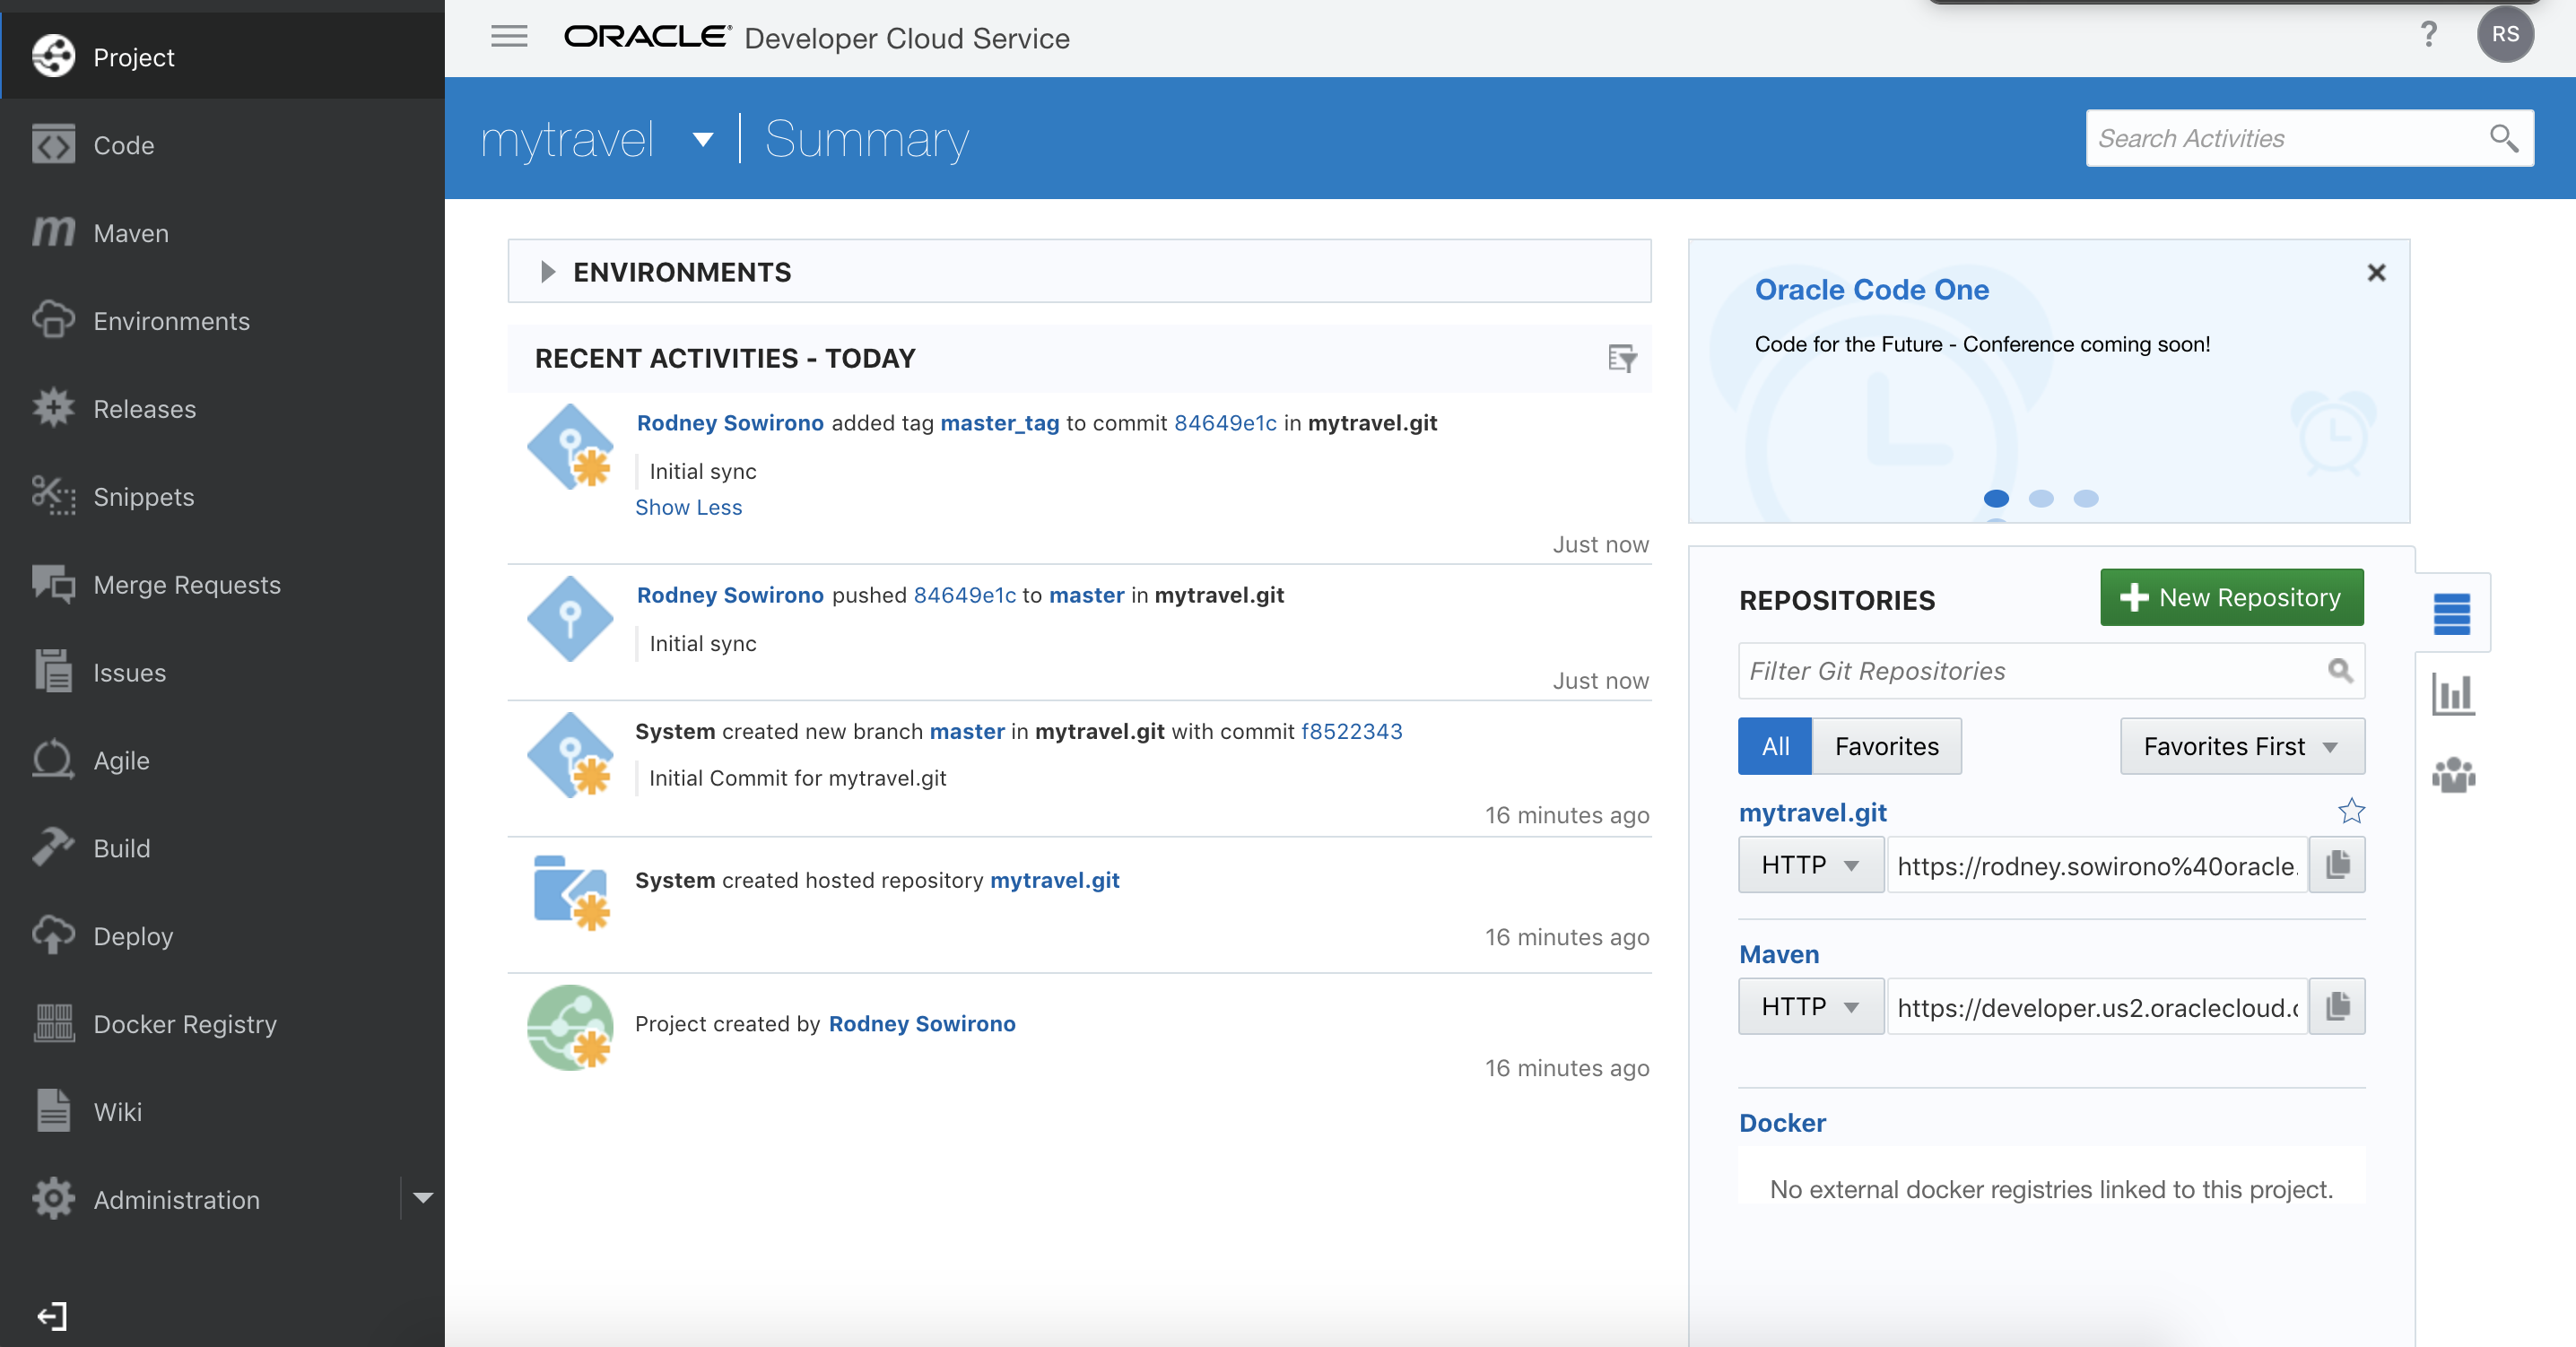 Project
Code
Maven
Environments
Releases
Snippets
Merge Requests
Issues
Agile
Build
Deploy
Docker Registry
Wiki
Administration
ORACLE® Developer Cloud Service
? RS
mytravel Summary
Search Activities
ENVIRONMENTS
RECENT ACTIVITIES - TODAY
Rodney Sowirono added tag master_tag to commit 84649e1c in mytravel.git
Initial sync
Show Less
Just now
Rodney Sowirono pushed 84649e1c to master in mytravel.git
Initial sync
Just now
System created new branch master in mytravel.git with commit f8522343
Initial Commit for mytravel.git
16 minutes ago
System created hosted repository mytravel.git
16 minutes ago
Project created by Rodney Sowirono
16 minutes ago
Oracle Code One
Code for the Future - Conference coming soon!
REPOSITORIES
New Repository
Filter Git Repositories
All Favorites
Favorites First
mytravel.git
HTTP https://rodney.sowirono%40oracle.
Maven
HTTP https://developer.us2.oraclecloud.c
Docker
No external docker registries linked to this project.